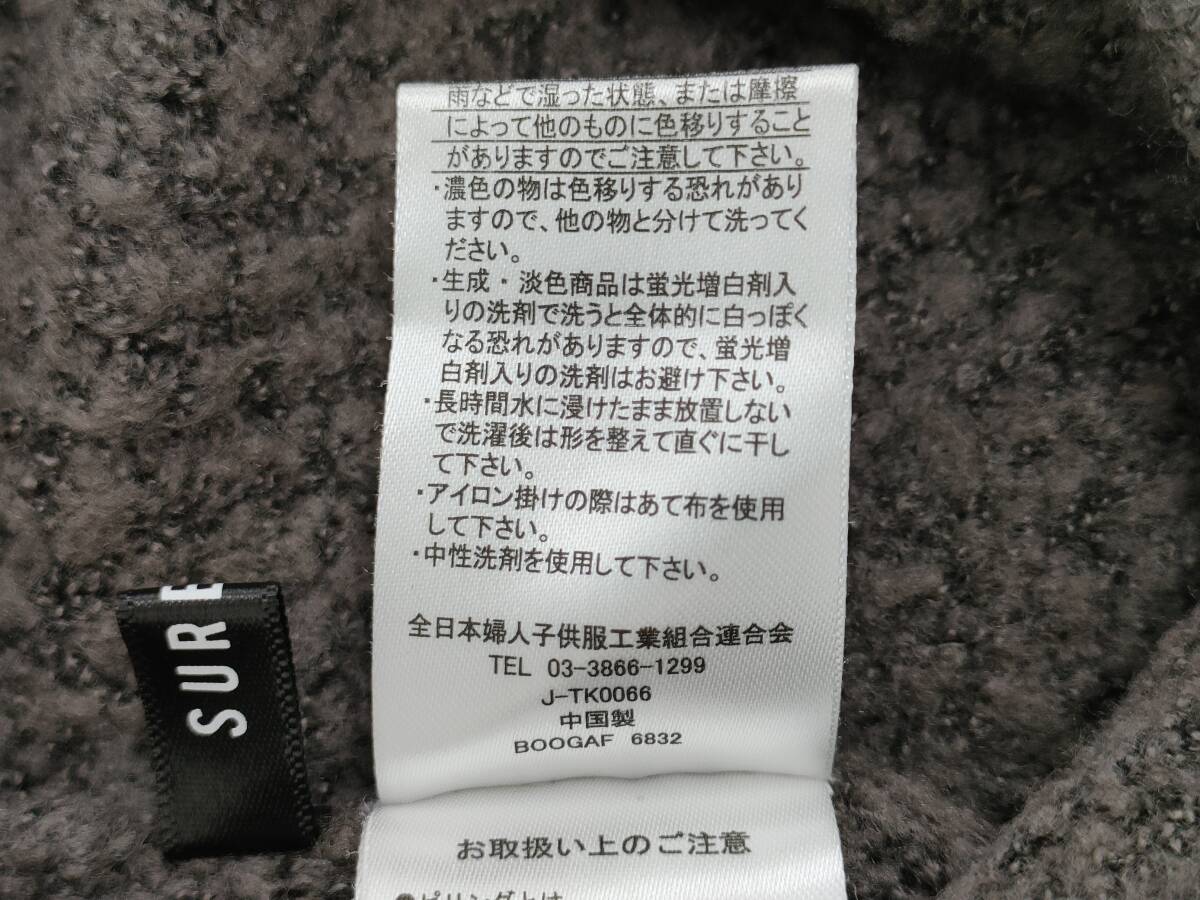 雨などで湿った状態、または摩擦
によって他のものに色移りすること
がありますのでご注意して下さい。
・濃色の物は色移りする恐れがあり
ますので、他の物と分けて洗ってく
ださい。
・生成・淡色商品は蛍光増白剤入
りの洗剤で洗うと全体的に白っぽく
なる恐れがありますので、蛍光増
白剤入りの洗剤はお避け下さい。
・長時間水に浸けたまま放置しない
で洗濯後は形を整えて直ぐに干し
て下さい。
・アイロン掛けの際はあて布を使用
して下さい。
・中性洗剤を使用して下さい。
全日本婦人子供服工業組合連合会
TEL 03-3866-1299
J-TK0066
中国製
BOOGAF 6832
お取扱い上のご注意
●ピリングとは
SURE